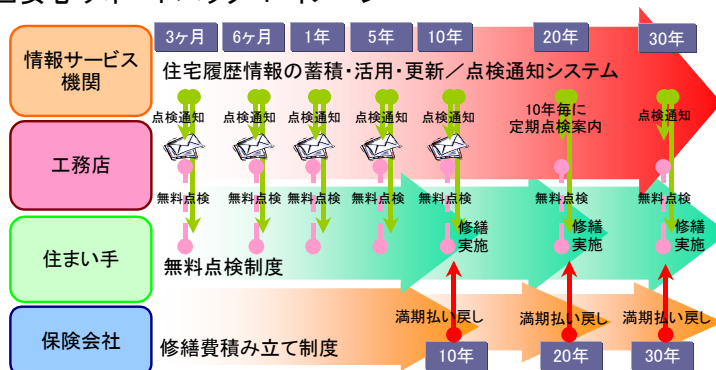 3ヶ月 6ヶ月 1年 5年 10年 20年 30年
情報サービス
機関
住宅履歴情報の蓄積・活用・更新／点検通知システム
点検通知 点検通知 点検通知 点検通知 点検通知 10年毎に
定期点検案内 点検通知
工務店
無料点検 無料点検 無料点検 無料点検 無料点検 無料点検 無料点検
住まい手
修繕
実施 修繕
実施 修繕
実施
無料点検制度
満期払い戻し 満期払い戻し 満期払い戻し
保険会社
修繕費積み立て制度
10年 20年 30年